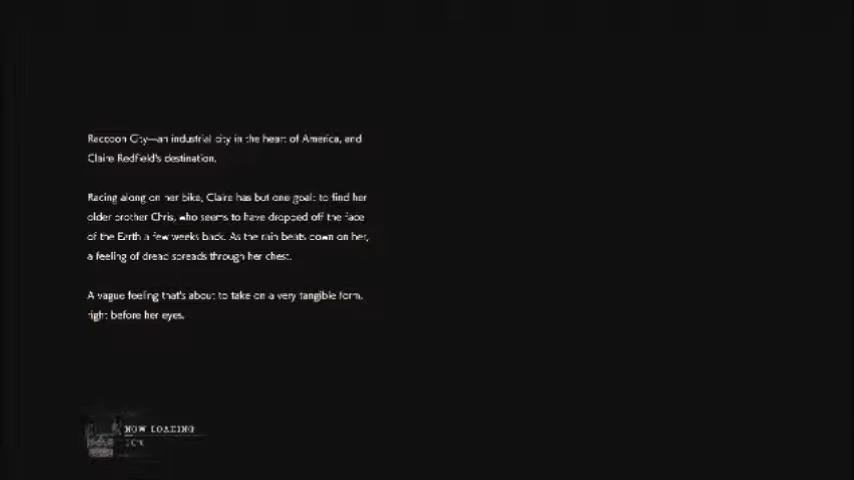 Raccoon City—an industrial city in the heart of America, and
Claire Redfield's destination.
Racing along on her bike, Claire has but one goal: to find her
older brother Chris, who seems to have dropped off the face
of the Earth a few weeks back. As the rain beats down on her,
a feeling of dread spreads through her chest.
A vague feeling that's about to take on a very tangible form,
right before her eyes.
NOW LOADING